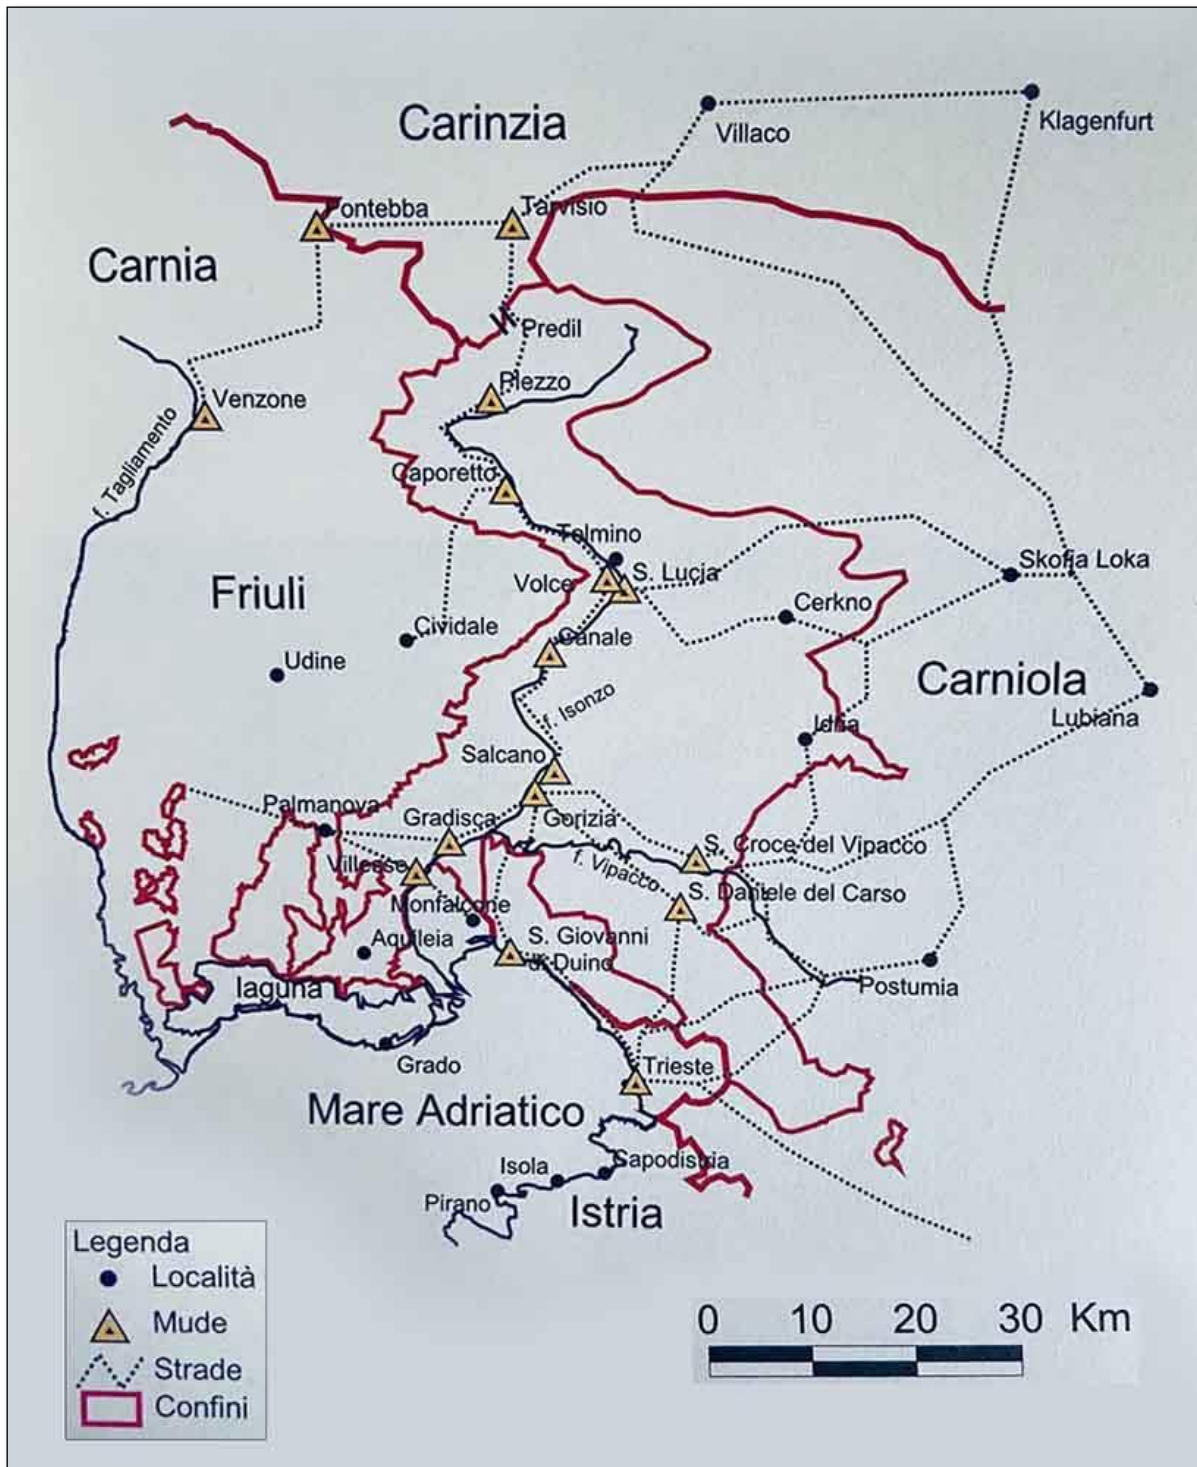 Carinzia
Villaco
Klagenfurt
Pontebba
Tarvisio
Carnia
Predil
Plezzo
Venzone
f. Tagliamento
Caporetto
Tolmino
Volce
S. Lucia
Skofja Loka
Friuli
Cerkno
Cividale
Canale
Udine
Carniola
f. Isonzo
Lubiana
Idria
Salcano
Palmanova
Gradisca
Gorizia
S. Croce del Vipacco
Villesse
f. Vipacco
S. Daniele del Carso
Monfalcone
Aquileia
S. Giovanni
di Duino
laguna
Postumia
Grado
Trieste
Mare Adriatico
Capodistria
Isola
Pirano
Istria
Legenda
Località
Mude
Strade
Confini
0 10 20 30 Km